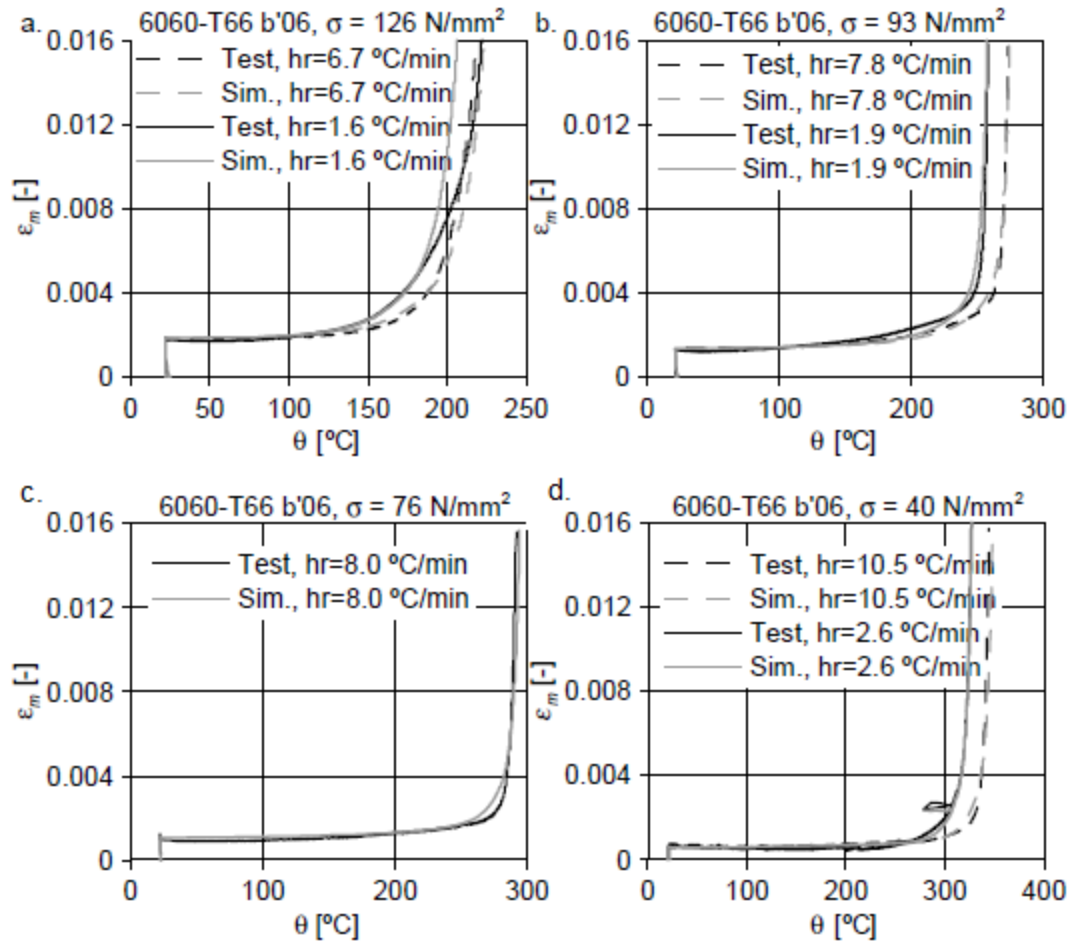 a.
6060-T66 b'06, σ = 126 N/mm²
0.016
0.012
0.008
0.004
0
εm [-]
Test, hr=6.7 ºC/min
Sim., hr=6.7 ºC/min
Test, hr=1.6 ºC/min
Sim., hr=1.6 ºC/min
0 50 100 150 200 250
θ [ºC]
b.
6060-T66 b'06, σ = 93 N/mm²
0.016
0.012
0.008
0.004
0
εm [-]
Test, hr=7.8 ºC/min
Sim., hr=7.8 ºC/min
Test, hr=1.9 ºC/min
Sim., hr=1.9 ºC/min
0 100 200 300
θ [ºC]
c.
6060-T66 b'06, σ = 76 N/mm²
0.016
0.012
0.008
0.004
0
εm [-]
Test, hr=8.0 ºC/min
Sim., hr=8.0 ºC/min
0 100 200 300
θ [ºC]
d.
6060-T66 b'06, σ = 40 N/mm²
0.016
0.012
0.008
0.004
0
εm [-]
Test, hr=10.5 ºC/min
Sim., hr=10.5 ºC/min
Test, hr=2.6 ºC/min
Sim., hr=2.6 ºC/min
0 100 200 300 400
θ [ºC]